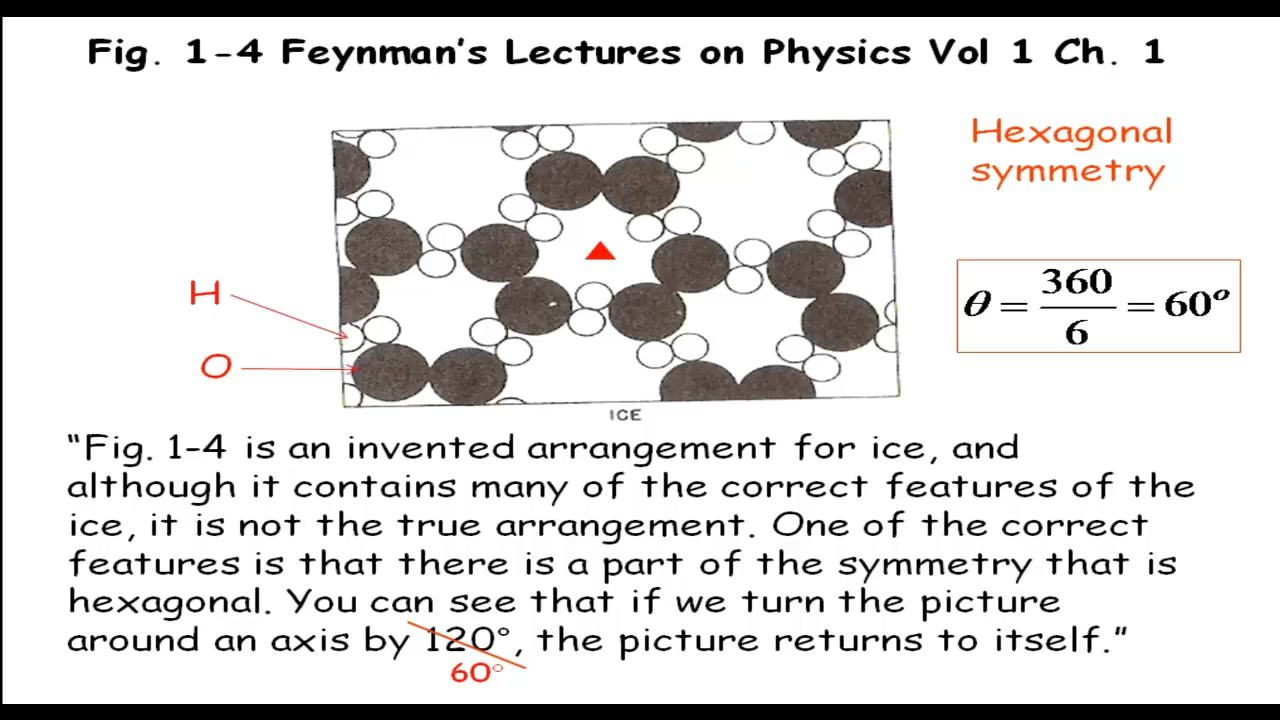 Fig. 1-4 Feynman's Lectures on Physics Vol 1 Ch. 1
Hexagonal
symmetry
H
O
θ = 360/6 = 60º
ICE
"Fig. 1-4 is an invented arrangement for ice, and
although it contains many of the correct features of the
ice, it is not the true arrangement. One of the correct
features is that there is a part of the symmetry that is
hexagonal. You can see that if we turn the picture
around an axis by 120°, the picture returns to itself."
60°